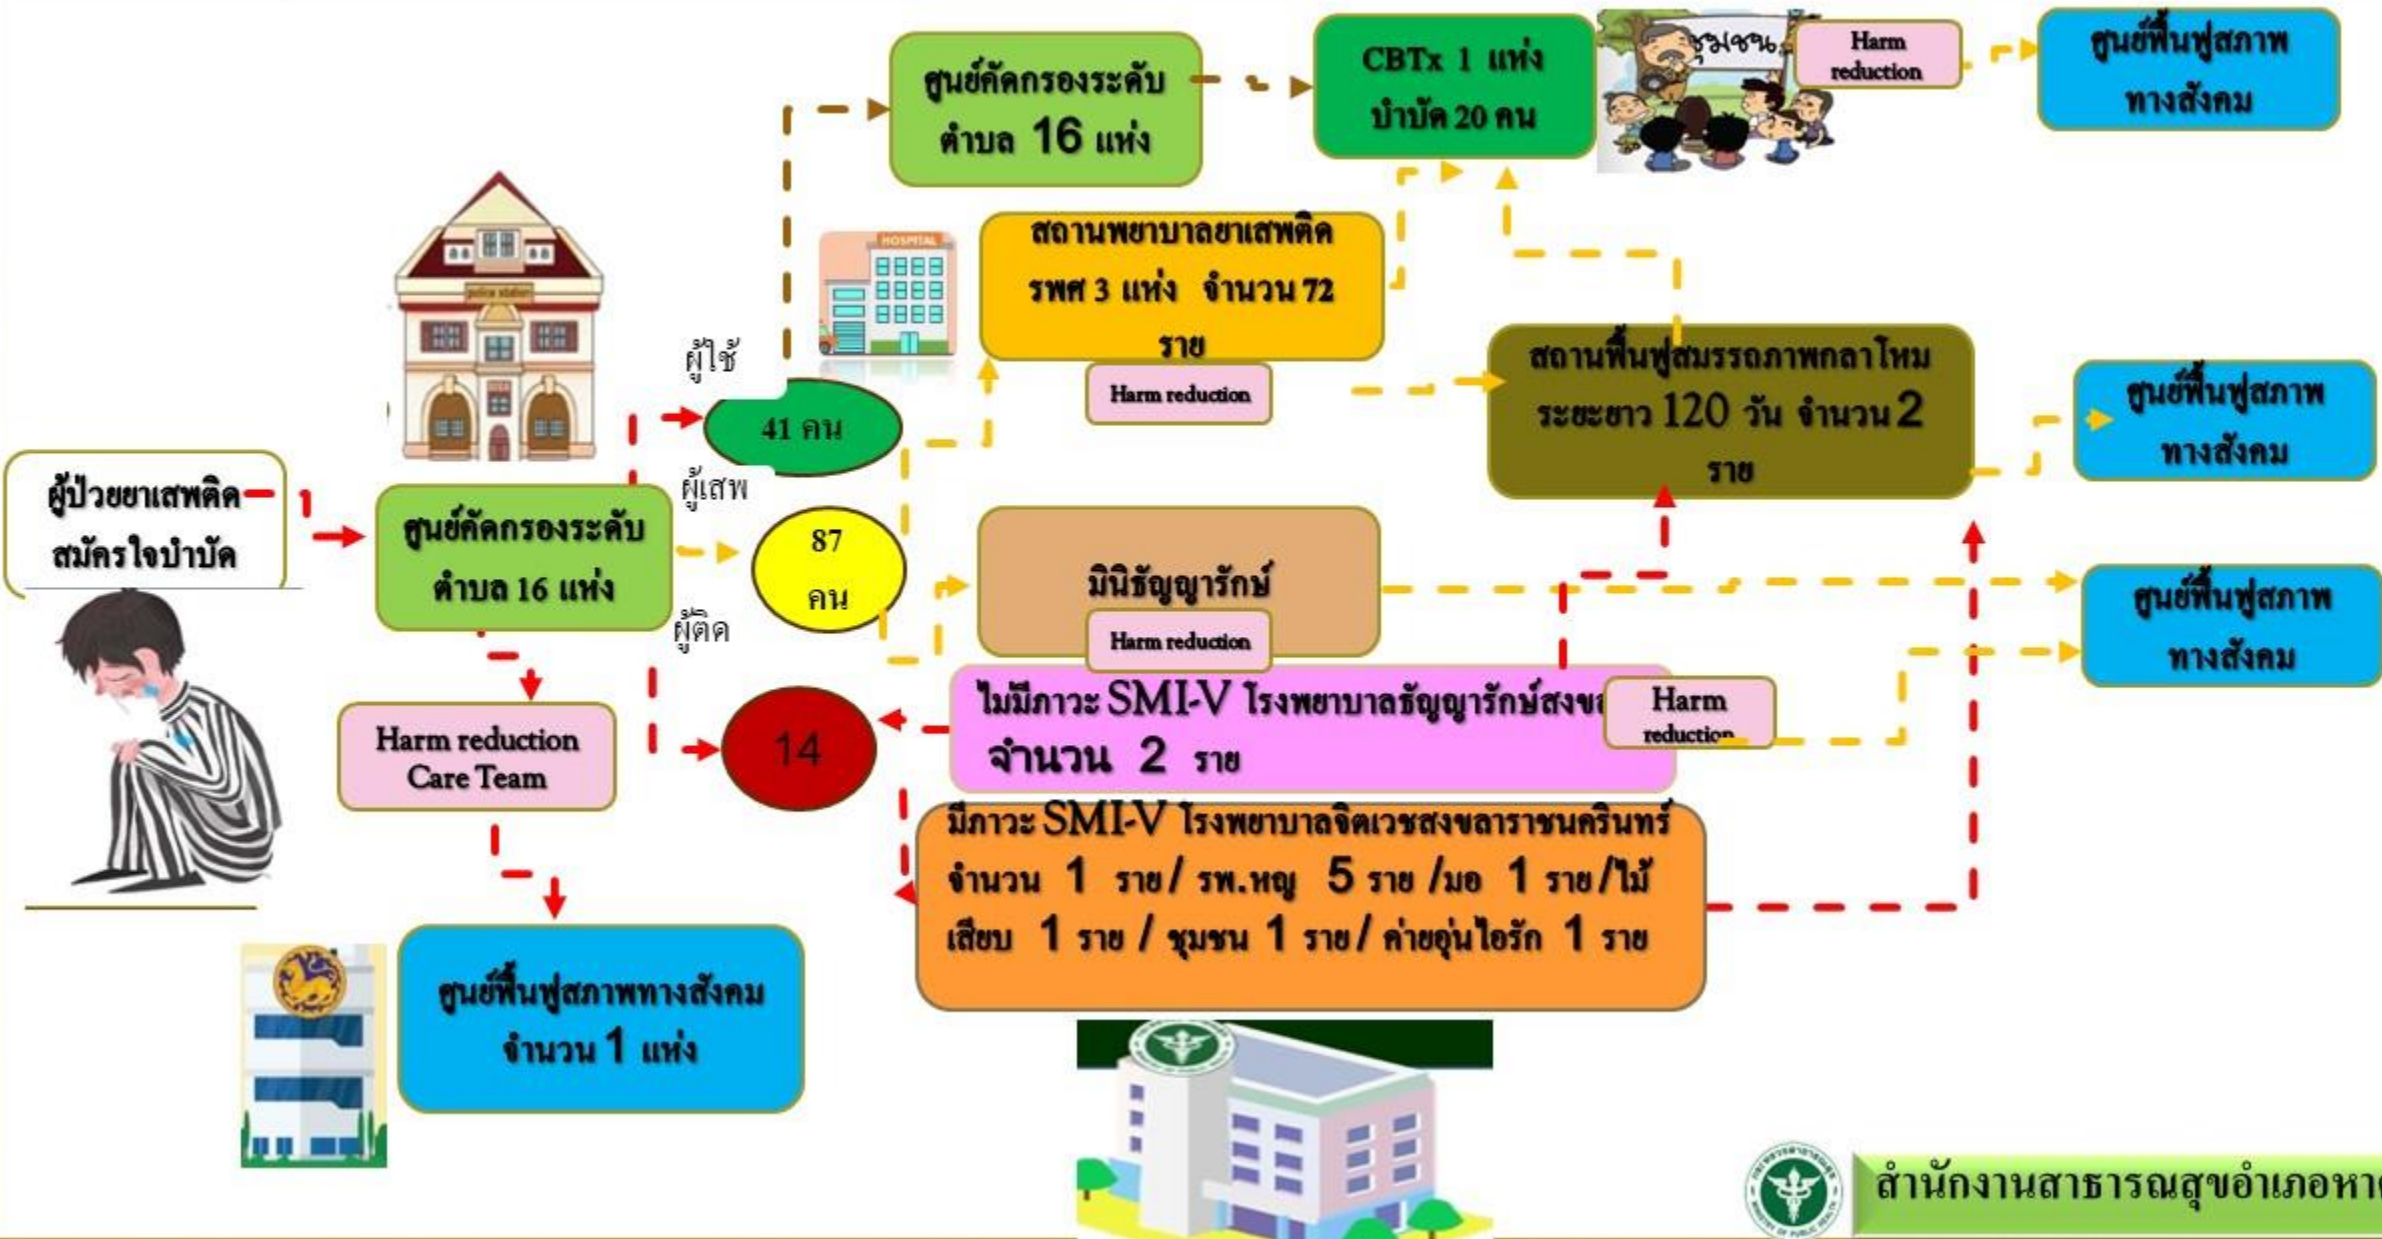 ศูนย์คัดกรองระดับ
ตำบล 16 แห่ง
CBTx 1 แห่ง
บำบัด 20 คน
ชุมชน
Harm
reduction
ศูนย์ฟื้นฟูสภาพ
ทางสังคม
police station
HOSPITAL
สถานพยาบาลยาเสพติด
รพศ 3 แห่ง จำนวน 72
ราย
Harm reduction
สถานฟื้นฟูสมรรถภาพกลาโหม
ระยะยาว 120 วัน จำนวน 2
ราย
ศูนย์ฟื้นฟูสภาพ
ทางสังคม
ผู้ใช้
41 คน
ผู้ป่วยยาเสพติด
สมัครใจบำบัด
ศูนย์คัดกรองระดับ
ตำบล 16 แห่ง
ผู้เสพ
87
คน
ผู้ติด
14
มินิธัญญารักษ์
Harm reduction
ศูนย์ฟื้นฟูสภาพ
ทางสังคม
ไม่มีภาวะ SMI-V โรงพยาบาลธัญญารักษ์สงข
จำนวน 2 ราย
Harm
reduction
Harm reduction
Care Team
มีภาวะ SMI-V โรงพยาบาลจิตเวชสงขลาราชนครินทร์
จำนวน 1 ราย / รพ.หญ 5 ราย /มอ 1 ราย /ไม้
เสียบ 1 ราย / ชุมชน 1 ราย / ค่ายอุ่นไอรัก 1 ราย
ศูนย์ฟื้นฟูสภาพทางสังคม
จำนวน 1 แห่ง
สำนักงานสาธารณสุขอำเภอหา